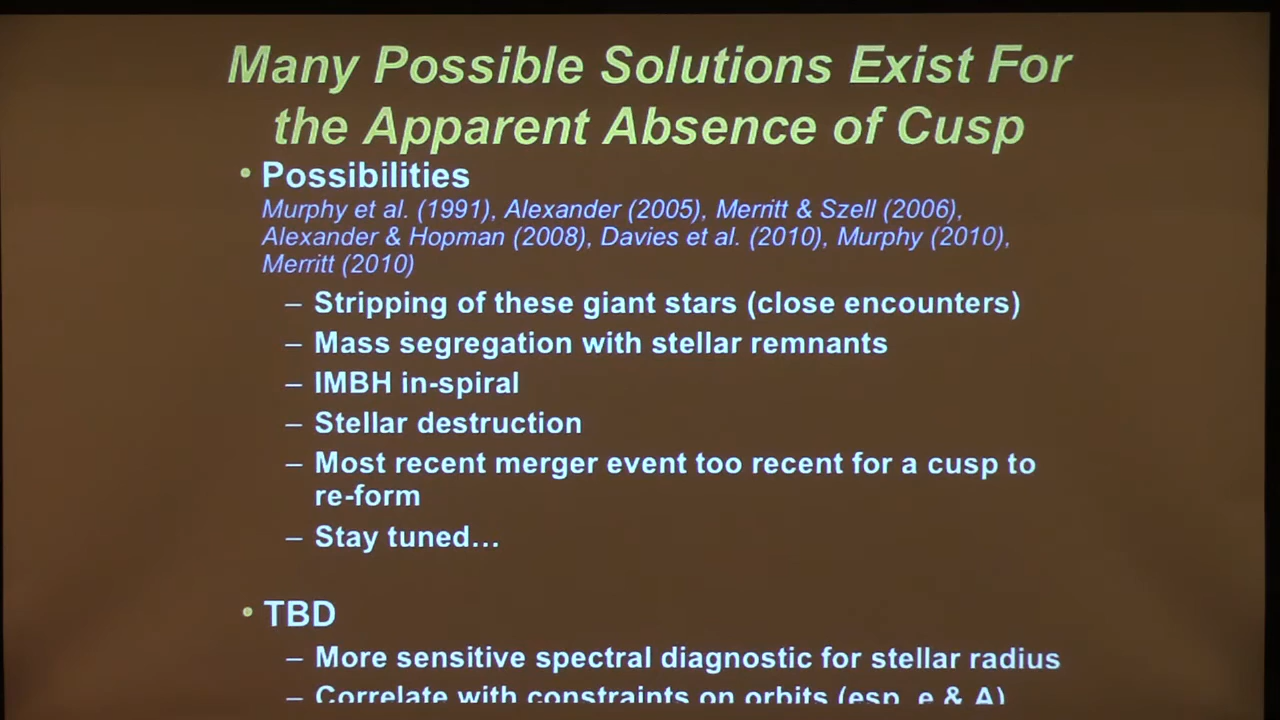 Many Possible Solutions Exist For
the Apparent Absence of Cusp
• Possibilities
Murphy et al. (1991), Alexander (2005), Merritt & Szell (2006),
Alexander & Hopman (2008), Davies et al. (2010), Murphy (2010),
Merritt (2010)
– Stripping of these giant stars (close encounters)
– Mass segregation with stellar remnants
– IMBH in-spiral
– Stellar destruction
– Most recent merger event too recent for a cusp to
re-form
– Stay tuned...
• TBD
– More sensitive spectral diagnostic for stellar radius
– Correlate with constraints on orbits (esp. e & A)